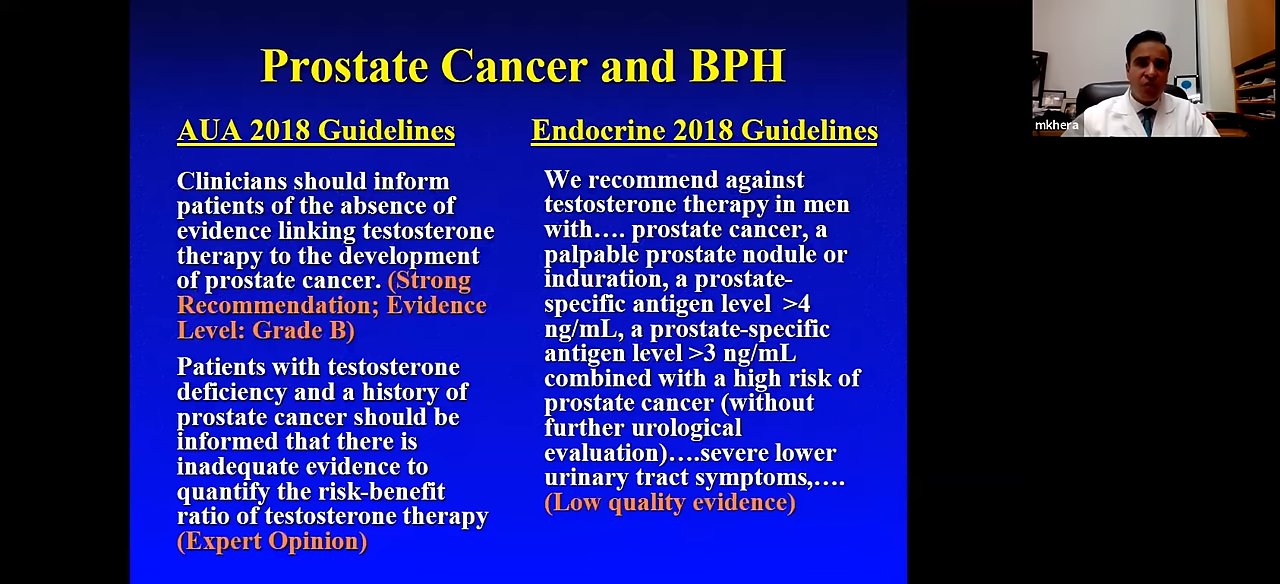 Prostate Cancer and BPH
AUA 2018 Guidelines
Clinicians should inform
patients of the absence of
evidence linking testosterone
therapy to the development
of prostate cancer. (Strong
Recommendation; Evidence
Level: Grade B)
Patients with testosterone
deficiency and a history of
prostate cancer should be
informed that there is
inadequate evidence to
quantify the risk-benefit
ratio of testosterone therapy
(Expert Opinion)
Endocrine 2018 Guidelines
We recommend against
testosterone therapy in men
with…. prostate cancer, a
palpable prostate nodule or
induration, a prostate-
specific antigen level  >4
ng/mL, a prostate-specific
antigen level >3 ng/mL
combined with a high risk of
prostate cancer (without
further urological
evaluation)….severe lower
urinary tract symptoms,….
(Low quality evidence)
mkhera